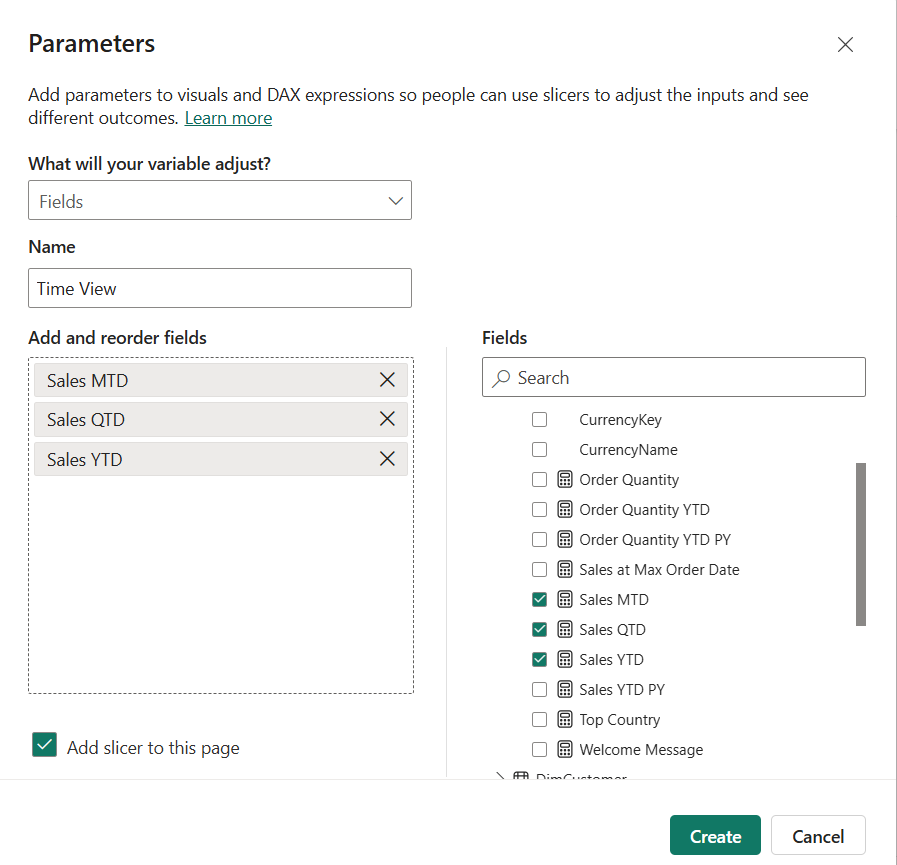 Parameters
Add parameters to visuals and DAX expressions so people can use slicers to adjust the inputs and see
different outcomes. Learn more
What will your variable adjust?
Fields
Name
Time View
Add and reorder fields
Sales MTD
Sales QTD
Sales YTD
Add slicer to this page
Fields
Search
CurrencyKey
CurrencyName
Order Quantity
Order Quantity YTD
Order Quantity YTD PY
Sales at Max Order Date
Sales MTD
Sales QTD
Sales YTD
Sales YTD PY
Top Country
Welcome Message
DimCustomer
Create
Cancel